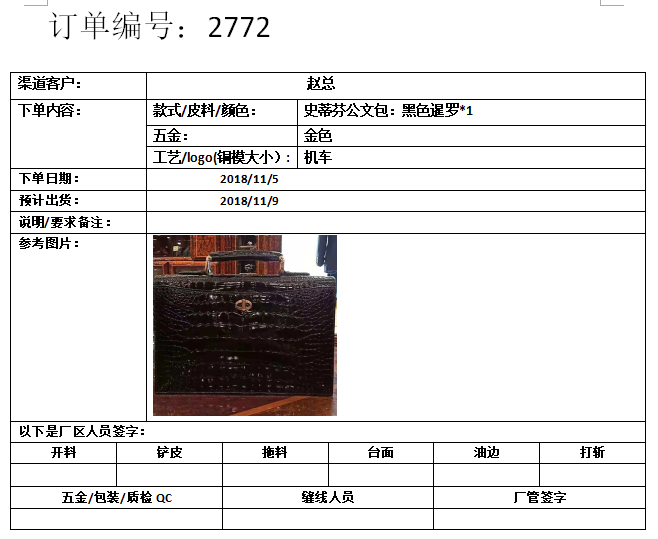 订单编号：2772
渠道客户： 赵总
下单内容： 款式/皮料/颜色： 史蒂芬公文包：黑色暹罗*1
五金： 金色
工艺/logo(铜模大小）: 机车
下单日期： 2018/11/5
预计出货： 2018/11/9
说明/要求备注：
参考图片：
以下是厂区人员签字：
开料 铲皮 拖料 台面 油边 打斩
五金/包装/质检 QC 缝线人员 厂管签字